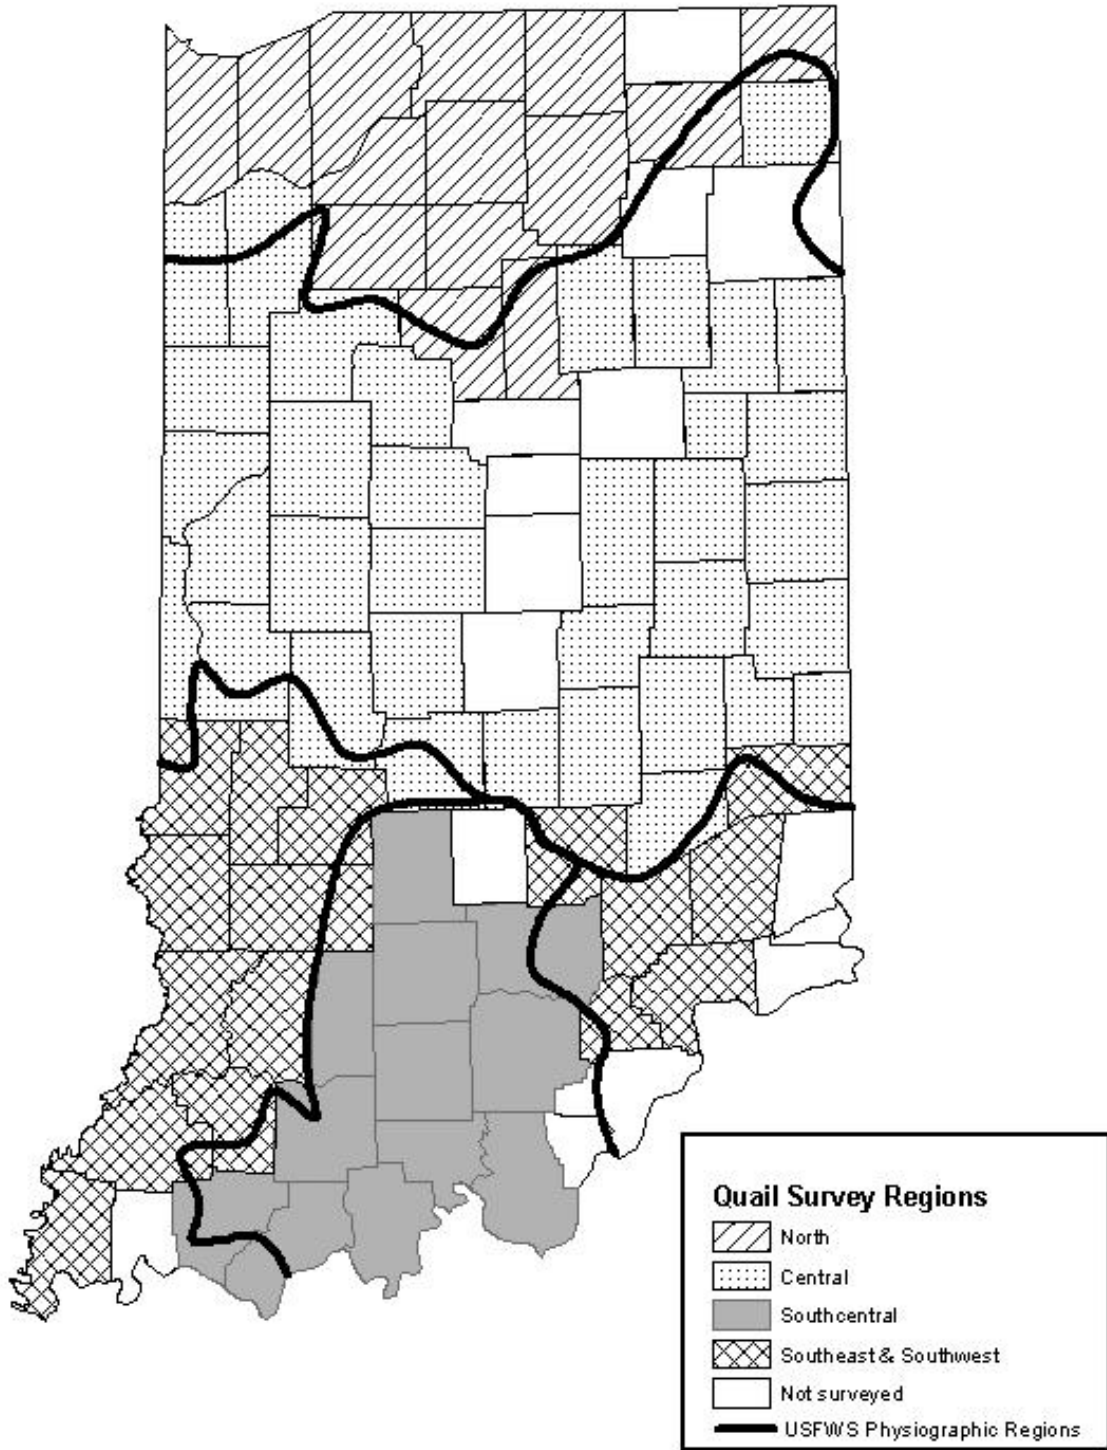 Quail Survey Regions
North
Central
Southcentral
Southeast & Southwest
Not surveyed
USFWS Physiographic Regions